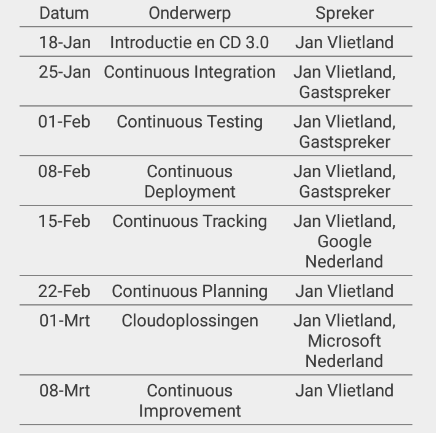 Datum Onderwerp Spreker
18-Jan Introductie en CD 3.0 Jan Vlietland
25-Jan Continuous Integration Jan Vlietland,
Gastspreker
01-Feb Continuous Testing Jan Vlietland,
Gastspreker
08-Feb Continuous Jan Vlietland,
Deployment Gastspreker
15-Feb Continuous Tracking Jan Vlietland,
Google
Nederland
22-Feb Continuous Planning Jan Vlietland
01-Mrt Cloudoplossingen Jan Vlietland,
Microsoft
Nederland
08-Mrt Continuous Jan Vlietland
Improvement